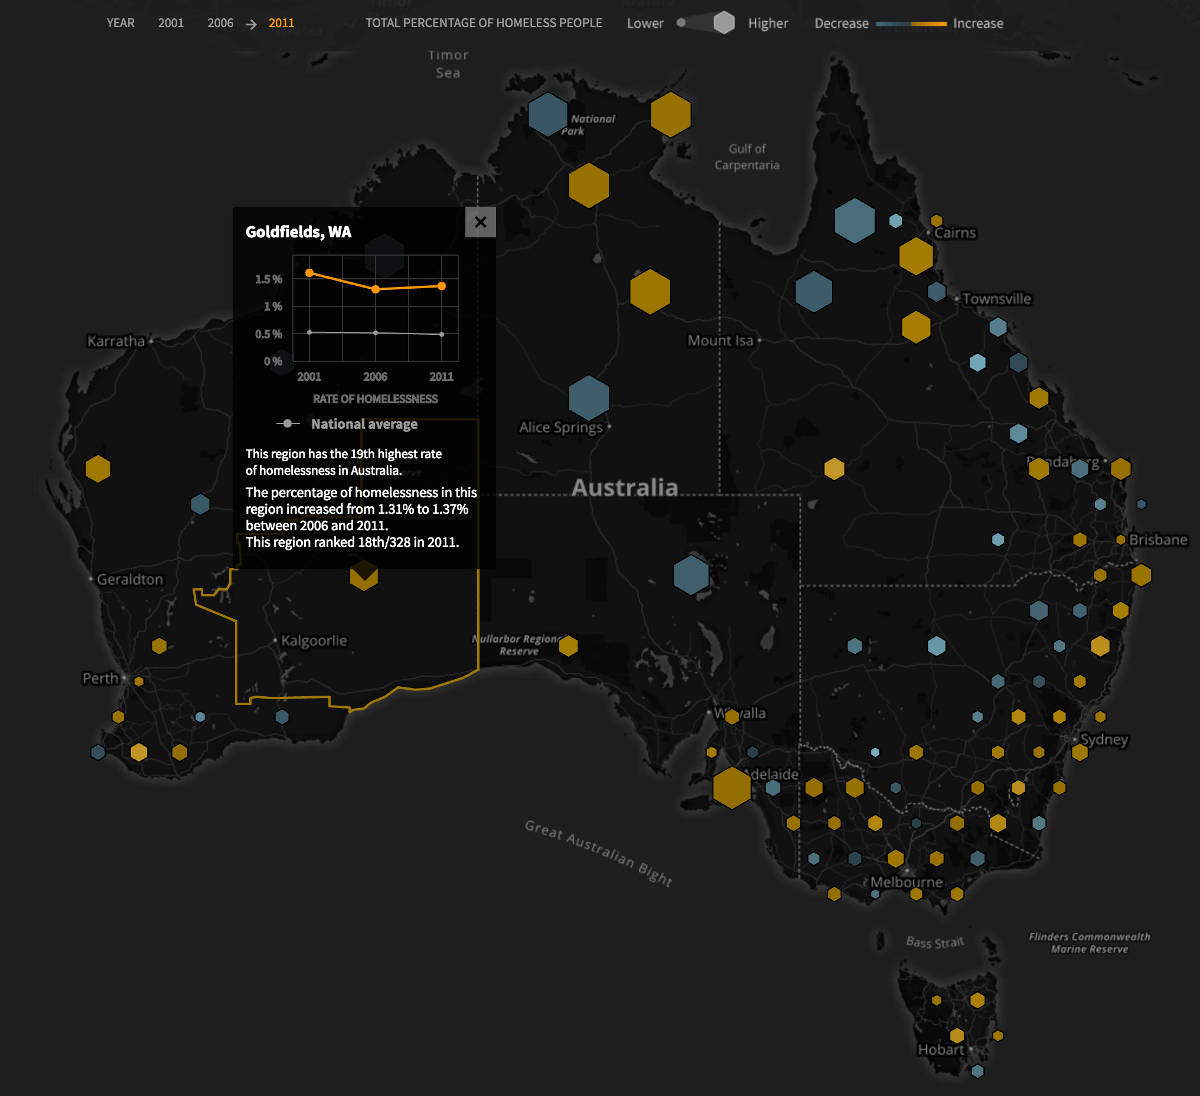 YEAR 2001 2006 → 2011 TOTAL PERCENTAGE OF HOMELESS PEOPLE Lower Higher Decrease Increase
Timor
Sea
National
Park
Gulf of
Carpentaria
Cairns
Townsville
Mount Isa
Karratha
Goldfields, WA
1.5 %
1 %
0.5 %
0 %
2001 2006 2011
RATE OF HOMELESSNESS
National average
This region has the 19th highest rate
of homelessness in Australia.
The percentage of homelessness in this
region increased from 1.31% to 1.37%
between 2006 and 2011.
This region ranked 18th/328 in 2011.
Alice Springs
Australia
Brisbane
Geraldton
Kalgoorlie
Nullarbor Regional
Reserve
Perth
Sydney
Great Australian Bight
Melbourne
Bass Strait
Flinders Commonwealth
Marine Reserve
Hobart